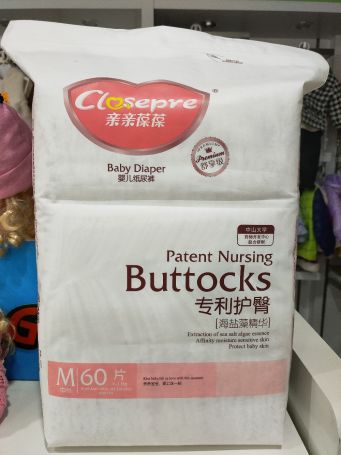 Closepre
亲亲葆葆
Baby Diaper
婴儿纸尿裤
Premium
舒享级
中山大学
Patent Nursing
Buttocks
专利护臀
[海盐藻精华]
Extraction of sea salt algae essence
Affinity moisture sensitive skin
Protect baby skin
M 60片